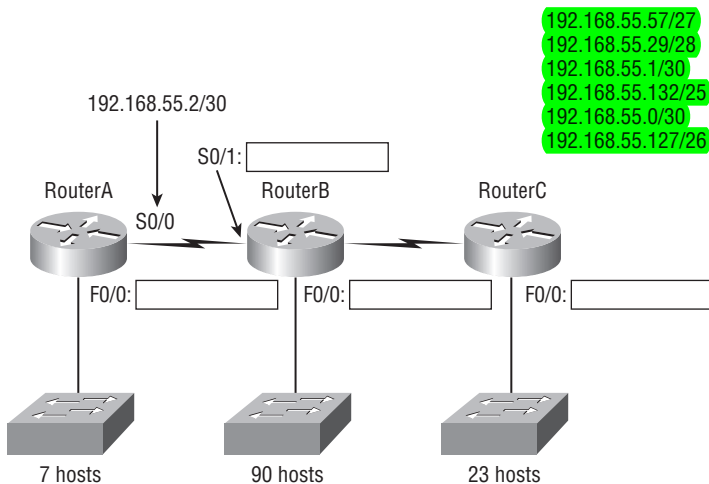 192.168.55.57/27
192.168.55.29/28
192.168.55.1/30
192.168.55.132/25
192.168.55.0/30
192.168.55.127/26
192.168.55.2/30
S0/1:
RouterA
RouterB
RouterC
S0/0
F0/0:
F0/0:
F0/0:
7 hosts
90 hosts
23 hosts